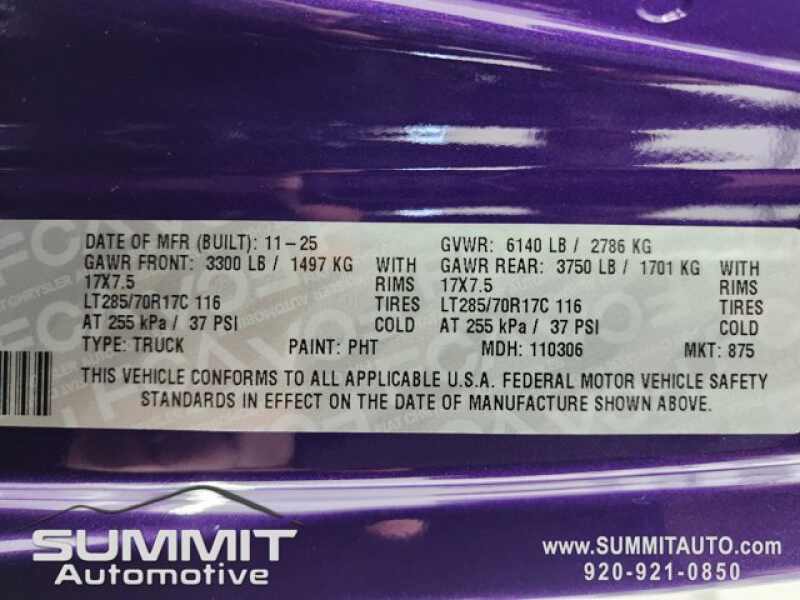 DATE OF MFR (BUILT): 11-25 GVWR: 6140 LB / 2786 KG
GAWR FRONT: 3300 LB / 1497 KG WITH GAWR REAR: 3750 LB / 1701 KG WITH
17X7.5 RIMS 17X7.5 RIMS
LT285/70R17C 116 TIRES LT285/70R17C 116 TIRES
AT 255 kPa / 37 PSI COLD AT 255 kPa / 37 PSI COLD
TYPE: TRUCK PAINT: PHT MDH: 110306 MKT: 875
THIS VEHICLE CONFORMS TO ALL APPLICABLE U.S.A. FEDERAL MOTOR VEHICLE SAFETY
STANDARDS IN EFFECT ON THE DATE OF MANUFACTURE SHOWN ABOVE.
SUMMIT
Automotive
www.SUMMITAUTO.com
920-921-0850